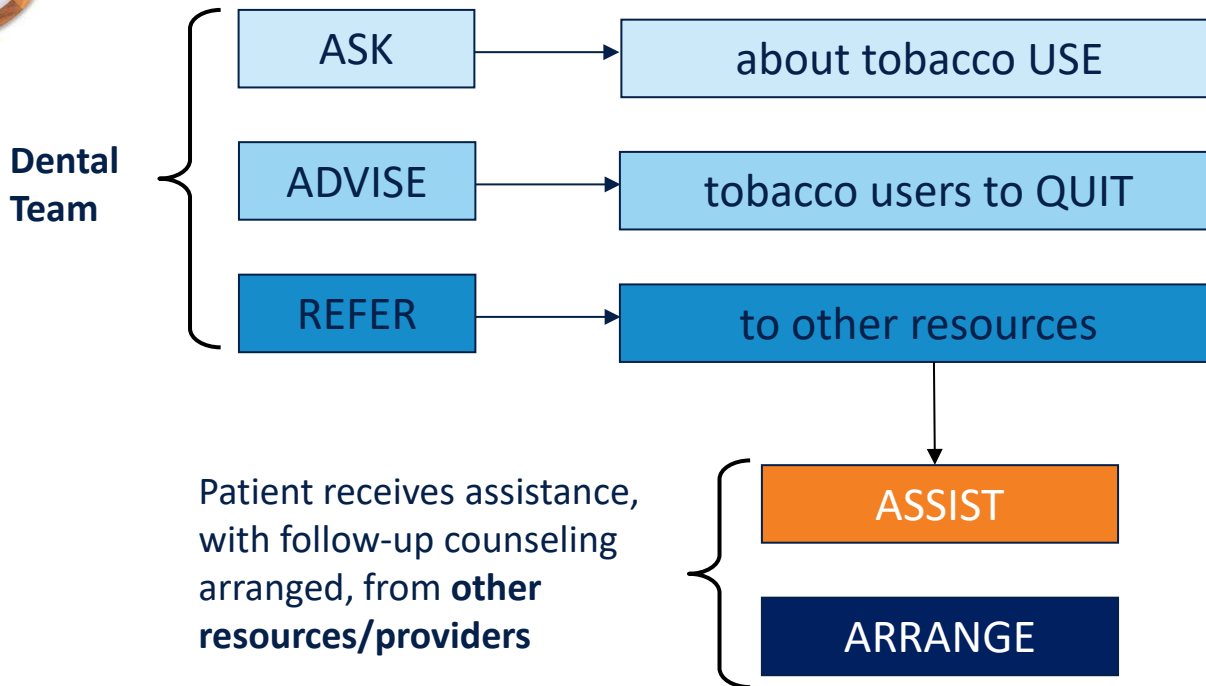 ASK
about tobacco USE
Dental
Team
ADVISE
tobacco users to QUIT
REFER
to other resources
Patient receives assistance,
with follow-up counseling
arranged, from other
resources/providers
ASSIST
ARRANGE